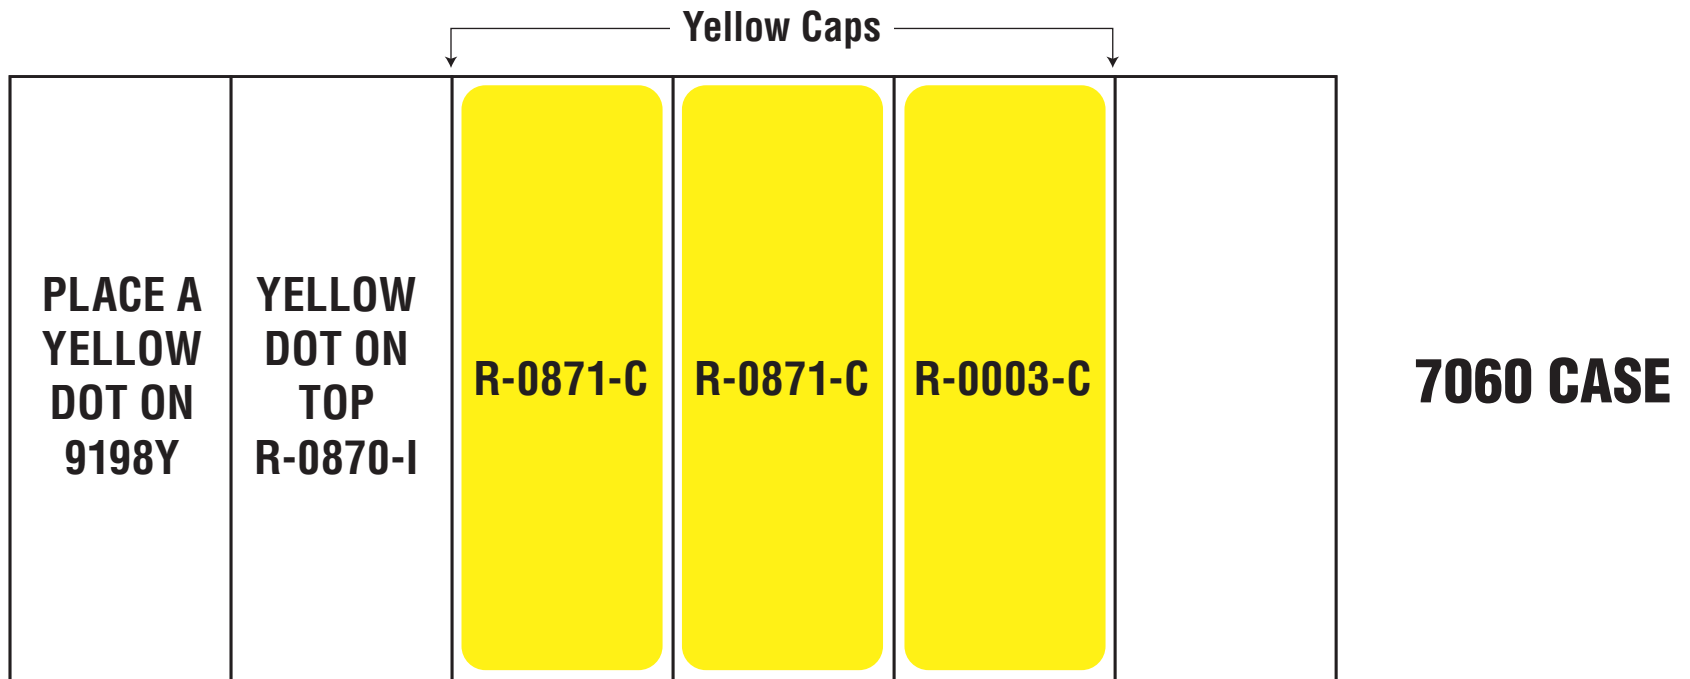 Yellow Caps
PLACE A
YELLOW
DOT ON
9198Y
YELLOW
DOT ON
TOP
R-0870-I
R-0871-C
R-0871-C
R-0003-C
7060 CASE